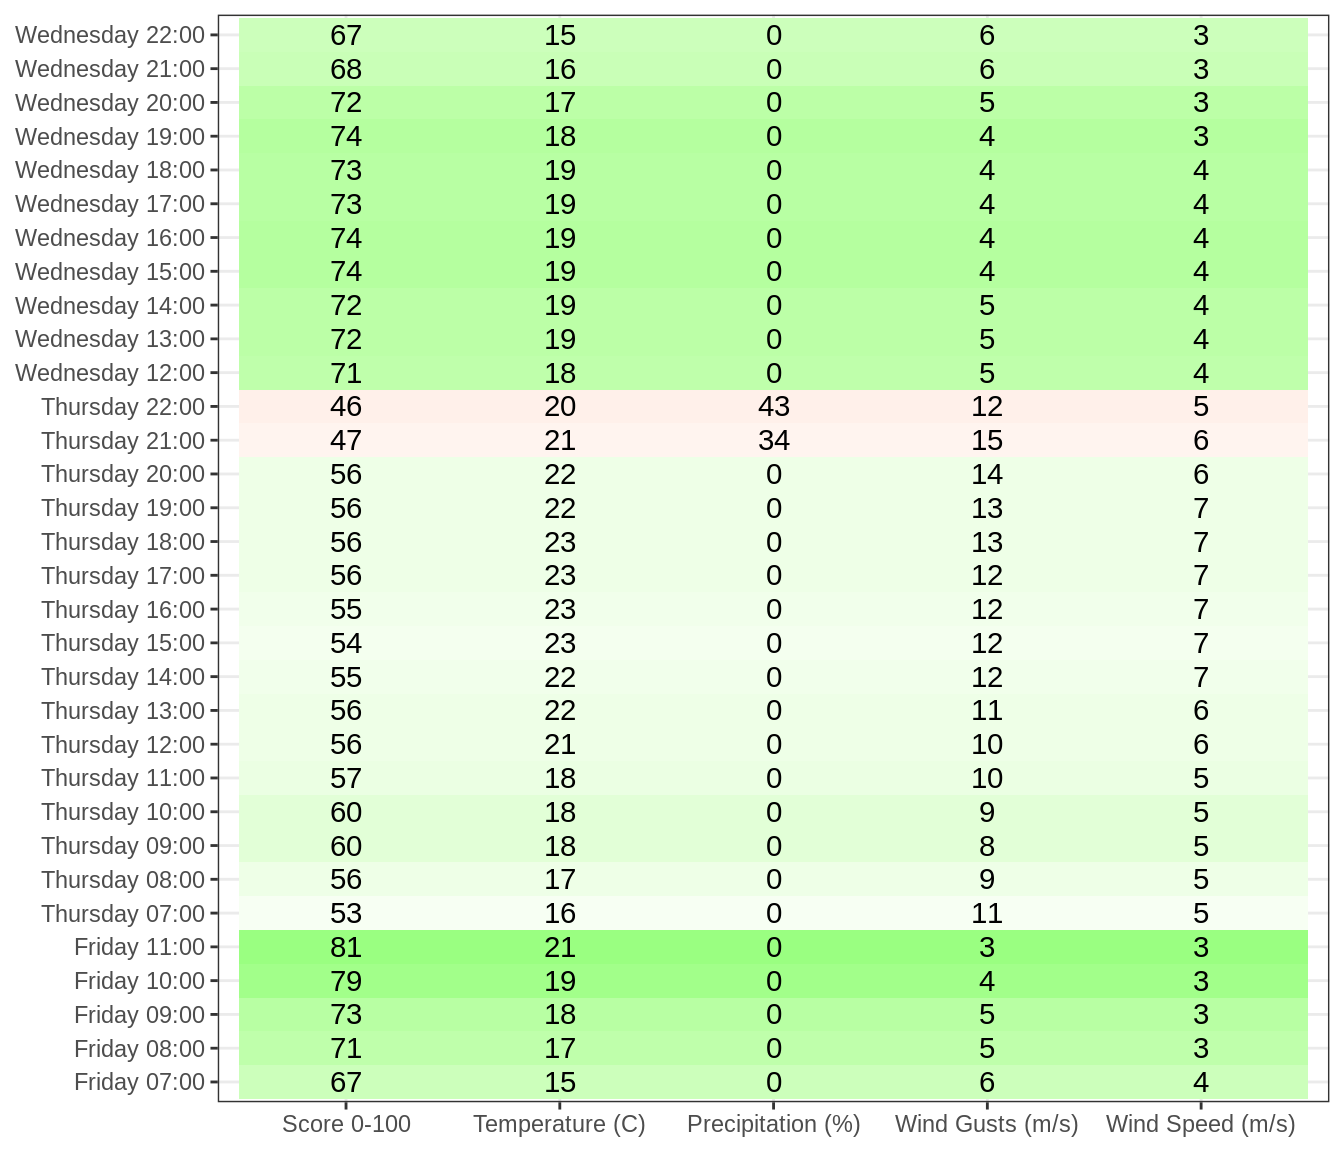 Wednesday 22:00 67 15 0 6 3
Wednesday 21:00 68 16 0 6 3
Wednesday 20:00 72 17 0 5 3
Wednesday 19:00 74 18 0 4 3
Wednesday 18:00 73 19 0 4 4
Wednesday 17:00 73 19 0 4 4
Wednesday 16:00 74 19 0 4 4
Wednesday 15:00 74 19 0 4 4
Wednesday 14:00 72 19 0 5 4
Wednesday 13:00 72 19 0 5 4
Wednesday 12:00 71 18 0 5 4
Thursday 22:00 46 20 43 12 5
Thursday 21:00 47 21 34 15 6
Thursday 20:00 56 22 0 14 6
Thursday 19:00 56 22 0 13 7
Thursday 18:00 56 23 0 13 7
Thursday 17:00 56 23 0 12 7
Thursday 16:00 55 23 0 12 7
Thursday 15:00 54 23 0 12 7
Thursday 14:00 55 22 0 12 7
Thursday 13:00 56 22 0 11 6
Thursday 12:00 56 21 0 10 6
Thursday 11:00 57 18 0 10 5
Thursday 10:00 60 18 0 9 5
Thursday 09:00 60 18 0 8 5
Thursday 08:00 56 17 0 9 5
Thursday 07:00 53 16 0 11 5
Friday 11:00 81 21 0 3 3
Friday 10:00 79 19 0 4 3
Friday 09:00 73 18 0 5 3
Friday 08:00 71 17 0 5 3
Friday 07:00 67 15 0 6 4
Score 0-100 Temperature (C) Precipitation (%) Wind Gusts (m/s) Wind Speed (m/s)